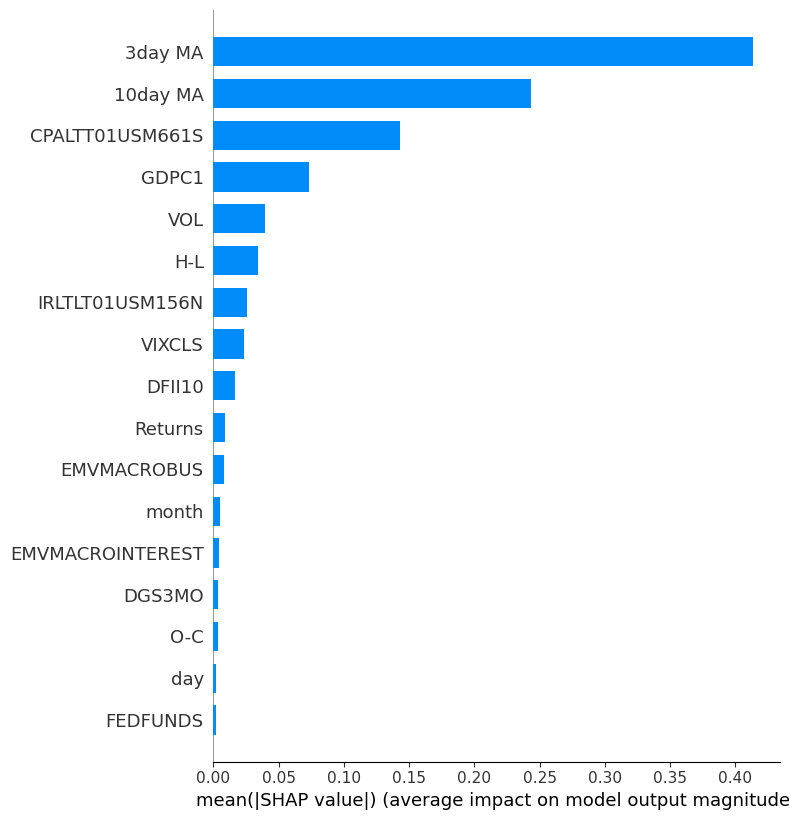 3day MA
10day MA
CPALTT01USM661S
GDPC1
VOL
H-L
IRLTLT01USM156N
VIXCLS
DFII10
Returns
EMVMACROBUS
month
EMVMACROINTEREST
DGS3MO
O-C
day
FEDFUNDS
0.00 0.05 0.10 0.15 0.20 0.25 0.30 0.35 0.40
mean(|SHAP value|) (average impact on model output magnitude